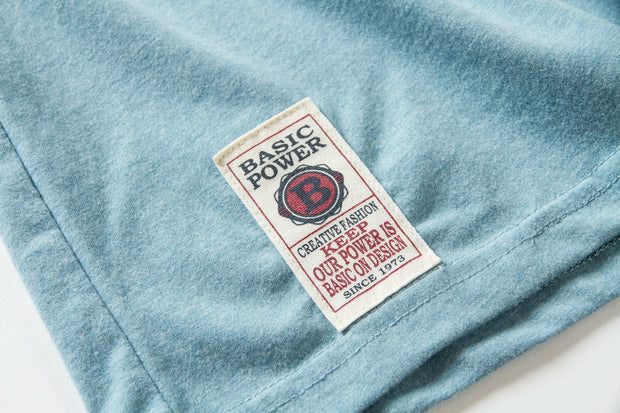 BASIC
POWER
B
CREATIVE FASHION
KEEP
OUR POWER IS
BASIC ON DESIGN
SINCE 1973